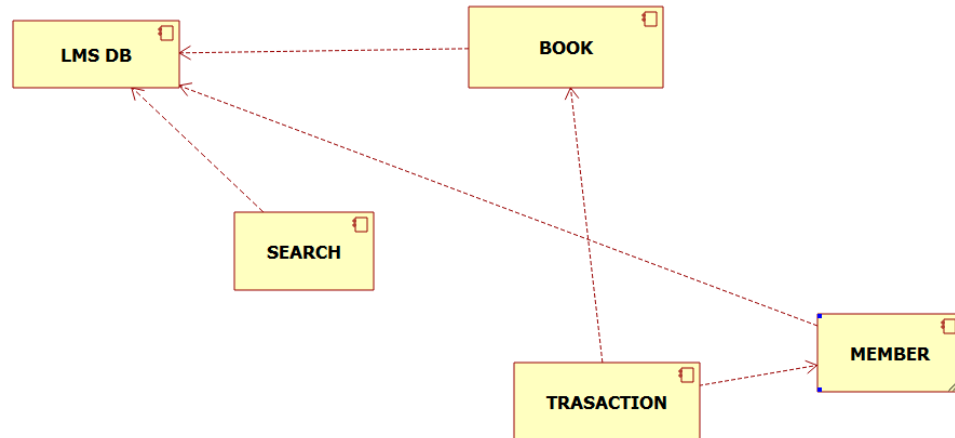 LMS DB
BOOK
SEARCH
MEMBER
TRASACTION